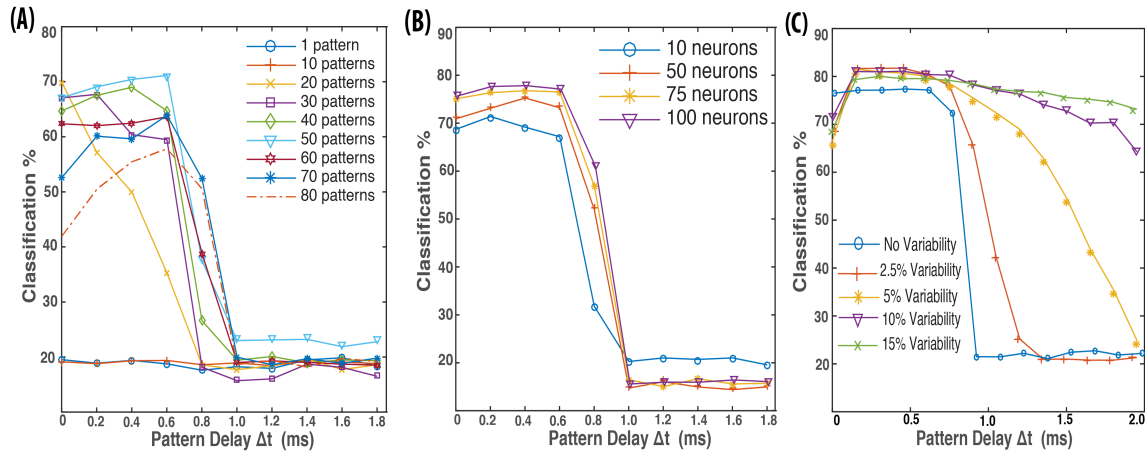 (A)
Classification %
80
70
60
50
40
30
20
1 pattern
10 patterns
20 patterns
30 patterns
40 patterns
50 patterns
60 patterns
70 patterns
80 patterns
0 0.2 0.4 0.6 0.8 1.0 1.2 1.4 1.6 1.8
Pattern Delay Δt (ms)
(B)
Classification %
90
80
70
60
50
40
30
20
10 neurons
50 neurons
75 neurons
100 neurons
0 0.2 0.4 0.6 0.8 1.0 1.2 1.4 1.6 1.8
Pattern Delay Δt (ms)
(C)
Classification %
90
80
70
60
50
40
30
20
No Variability
2.5% Variability
5% Variability
10% Variability
15% Variability
0 0.5 1.0 1.5 2.0
Pattern Delay Δt (ms)